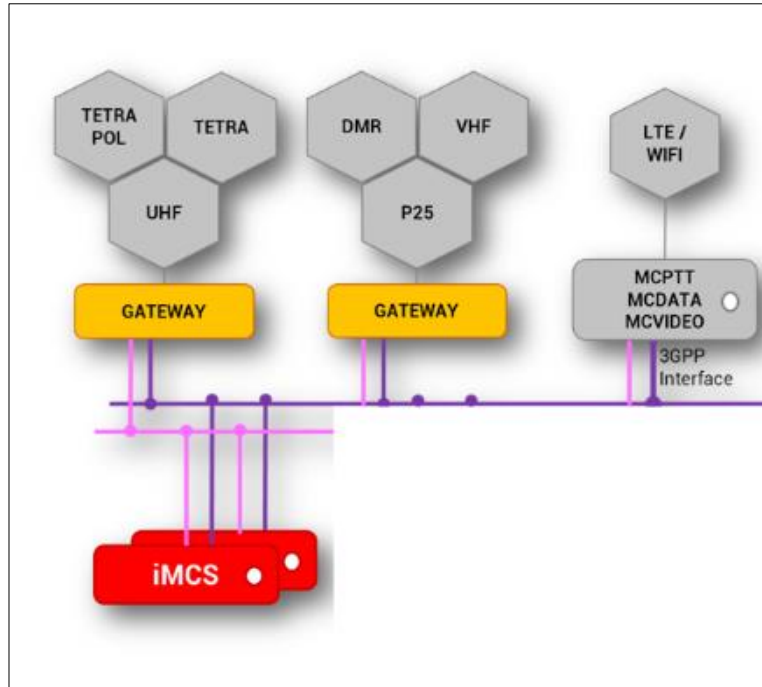 TETRA
POL
TETRA
UHF
DMR
VHF
P25
LTE /
WIFI
GATEWAY
GATEWAY
MCPTT
MCDATA
MCVIDEO
3GPP
Interface
iMCS